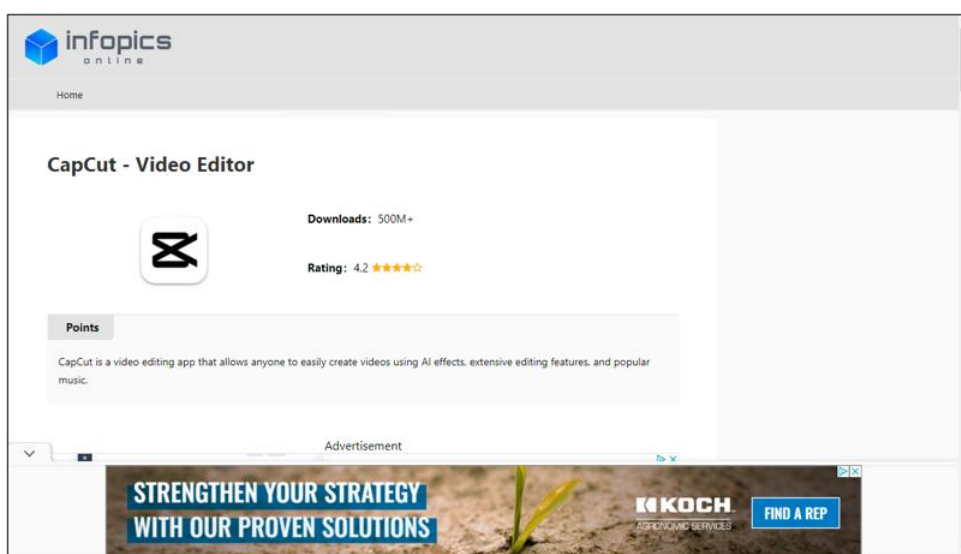 infopics
online
Home
CapCut - Video Editor
Downloads: 500M+
Rating: 4.2
Points
CapCut is a video editing app that allows anyone to easily create videos using AI effects, extensive editing features, and popular
music.
Advertisement
STRENGTHEN YOUR STRATEGY
WITH OUR PROVEN SOLUTIONS
KOCH
AGRONOMIC SERVICES
FIND A REP